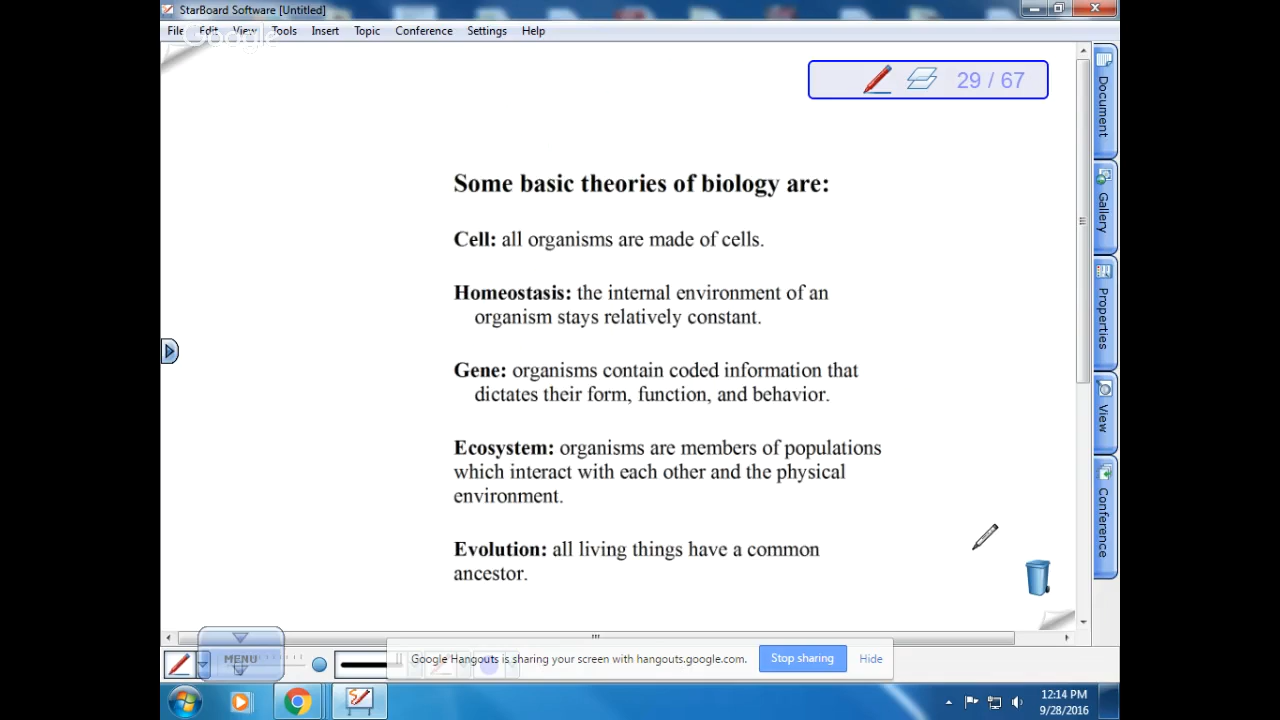 StarBoard Software [Untitled]
File Edit View Tools Insert Topic Conference Settings Help
Google
29 / 67
Document
Gallery
Properties
View
Conference
Some basic theories of biology are:
Cell: all organisms are made of cells.
Homeostasis: the internal environment of an
organism stays relatively constant.
Gene: organisms contain coded information that
dictates their form, function, and behavior.
Ecosystem: organisms are members of populations
which interact with each other and the physical
environment.
Evolution: all living things have a common
ancestor.
MENU
Google Hangouts is sharing your screen with hangouts.google.com. Stop sharing Hide
12:14 PM
9/28/2016